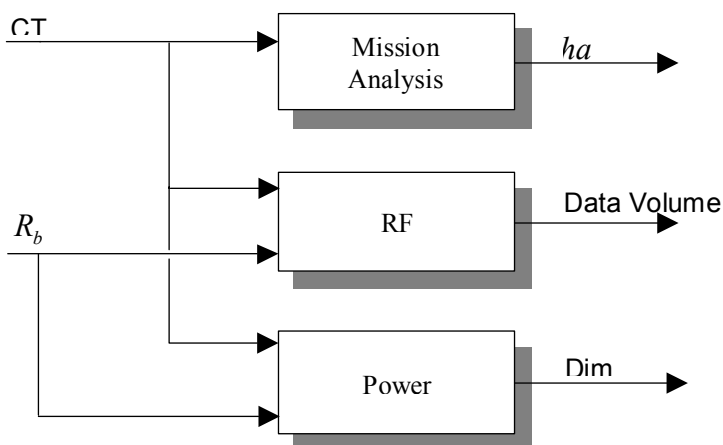 CT
Mission
Analysis
ha
R_b
RF
Data Volume
Power
Dim